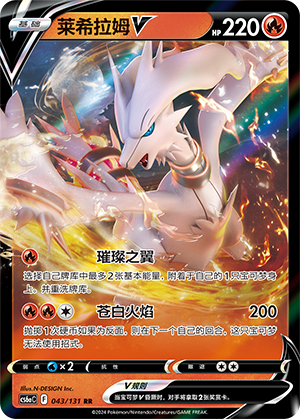 基础
莱希拉姆V
HP 220
璀璨之翼
选择自己牌库中最多2张基本能量，附着于自己的1只宝可梦身
上。并重洗牌库。
苍白火焰 200
抛掷1次硬币如果为反面，则在下一个自己的回合，这只宝可梦
无法使用招式。
弱点 ×2 抗性 撤退
Illus.N-DESIGN Inc.
V规则
当宝可梦V昏厥时，对手将拿取2张奖赏卡。
CS6aC F 043/131 RR
©2024 Pokémon/Nintendo/Creatures/GAME FREAK